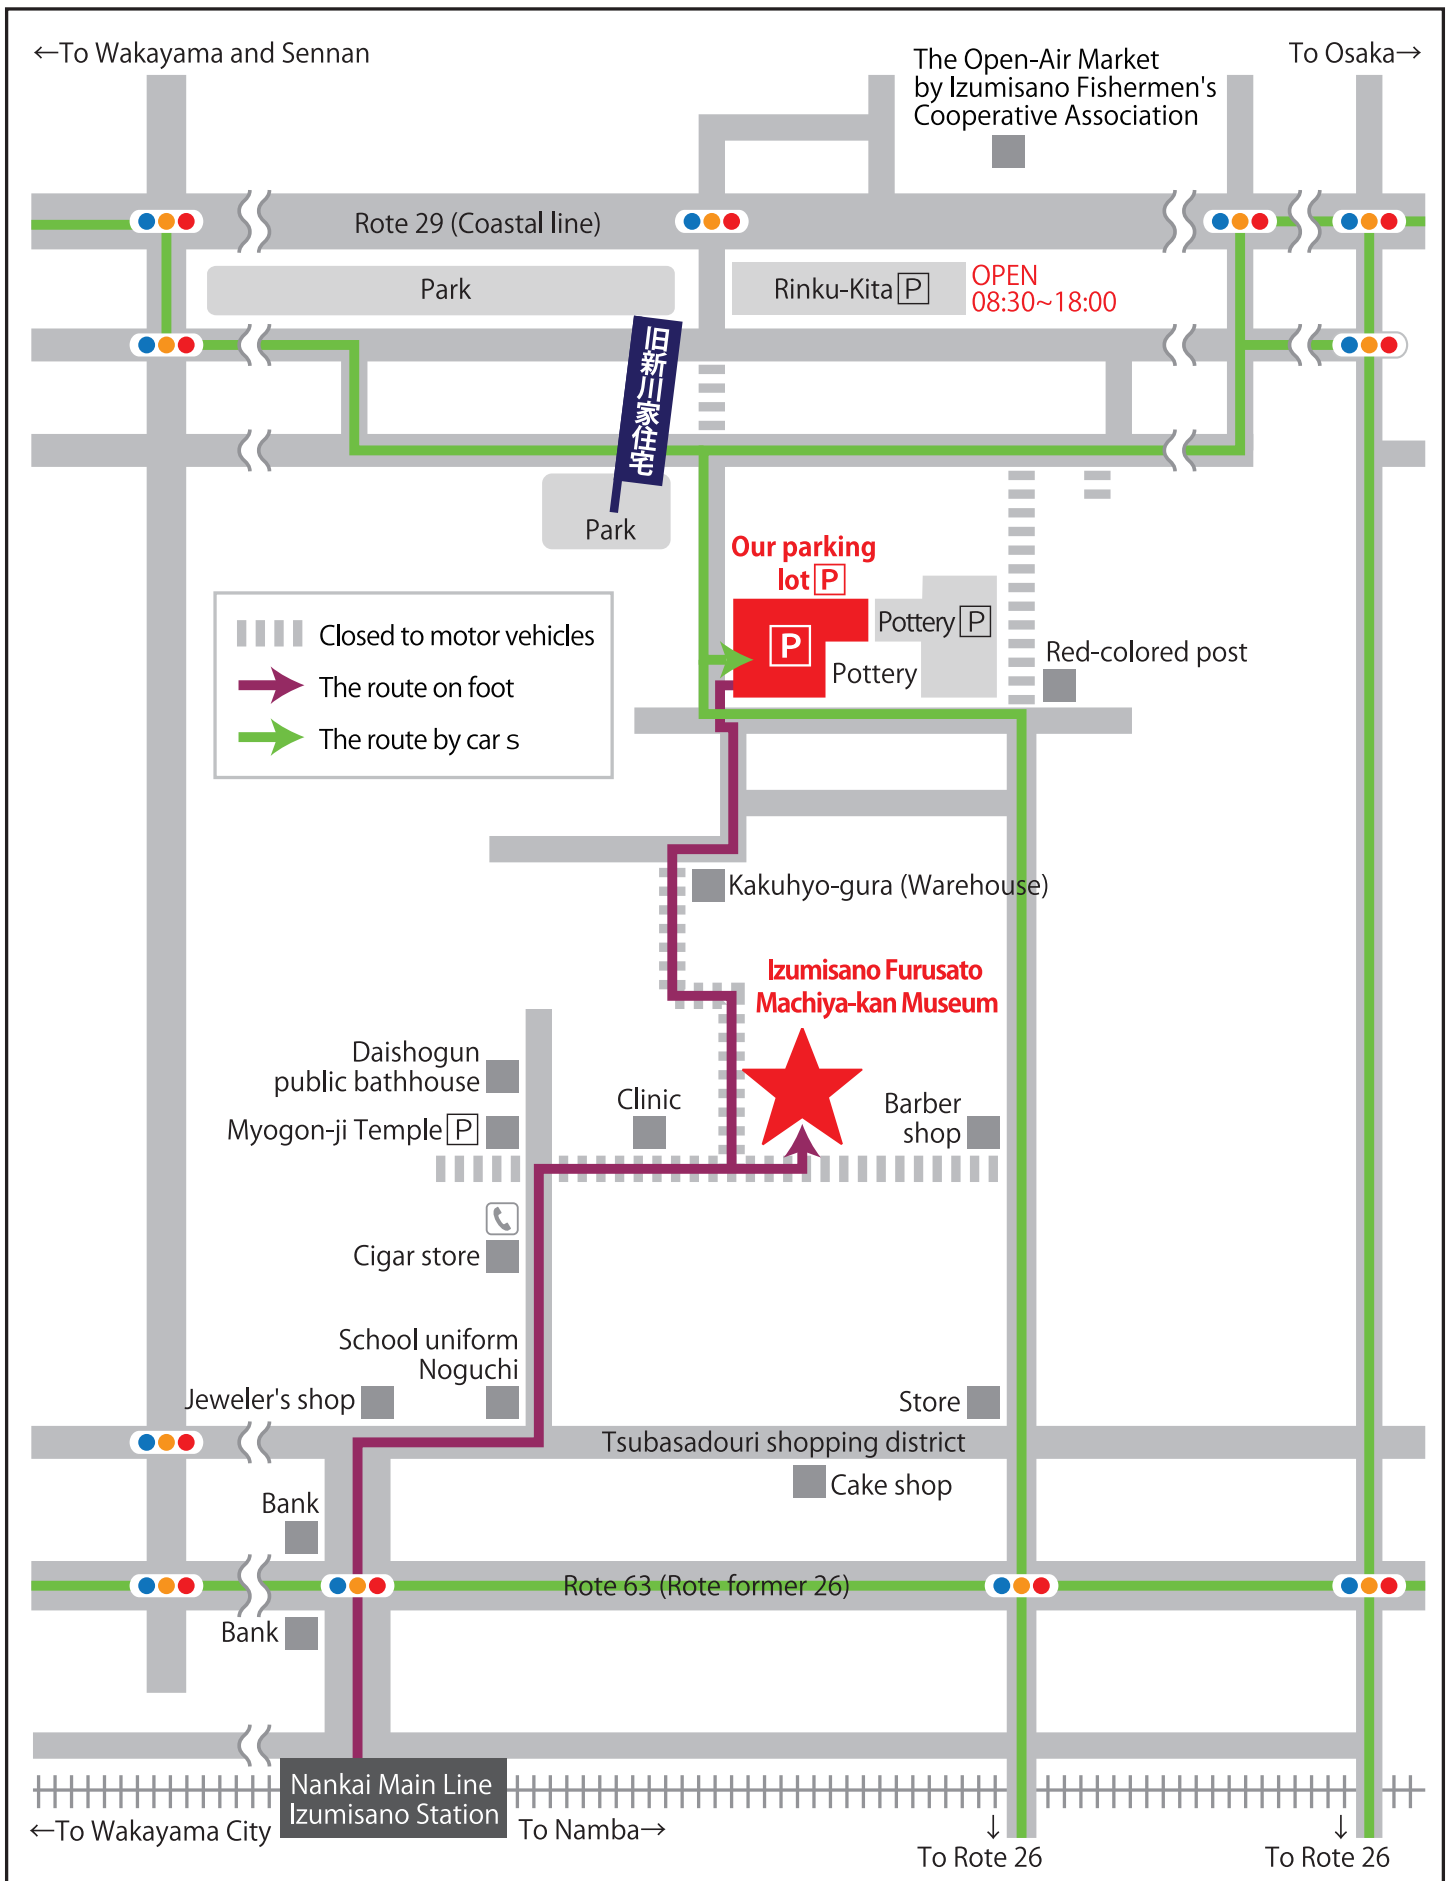 ←To Wakayama and Sennan
The Open-Air Market
by Izumisano Fishermen's
Cooperative Association
To Osaka→
Rote 29 (Coastal line)
Park
Rinku-Kita P
OPEN
08:30~18:00
旧新川家住宅
Park
Our parking
lot P
P
Pottery P
Pottery
Red-colored post
Closed to motor vehicles
The route on foot
The route by car s
Kakuhyo-gura (Warehouse)
Izumisano Furusato
Machiya-kan Museum
Daishogun
public bathhouse
Myogon-ji Temple P
Clinic
Barber
shop
Cigar store
School uniform
Noguchi
Jeweler's shop
Store
Tsubasadouri shopping district
Cake shop
Bank
Rote 63 (Rote former 26)
Bank
Nankai Main Line
Izumisano Station
←To Wakayama City
To Namba→
↓
To Rote 26
↓
To Rote 26